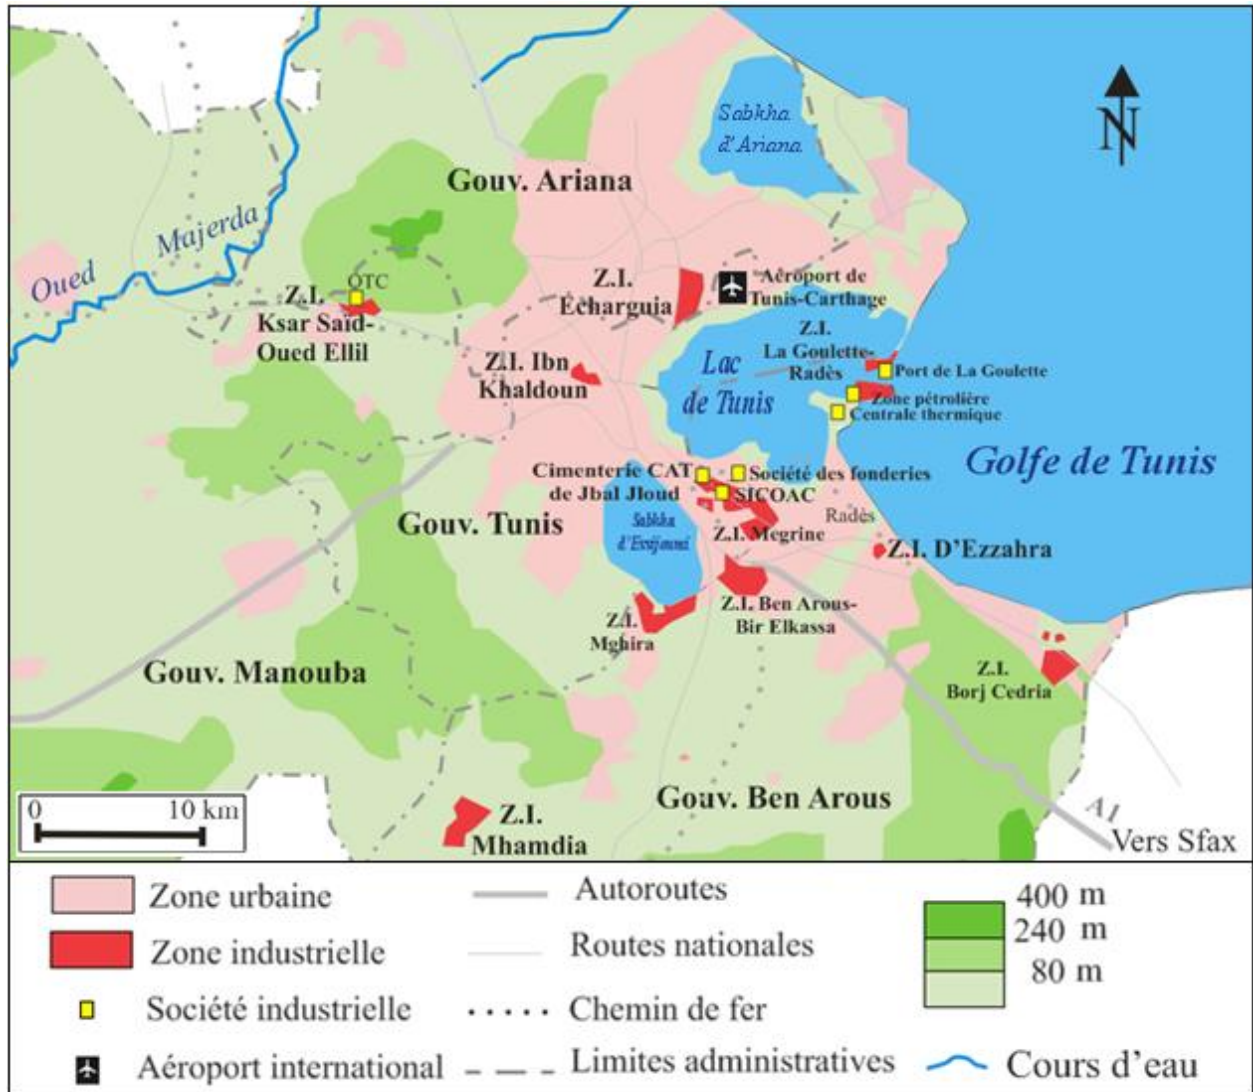 Sabkha
d'Ariana
N
Gouv. Ariana
Majerda
Oued
OTC
Z.I.
Ksar Saïd-
Oued Ellil
Z.I.
Echarguia
Aéroport de
Tunis-Carthage
Z.I.
La Goulette-
Radès
Z.I. Ibn
Khaldoun
Lac
de Tunis
Port de La Goulette
Zone pétrolière
Centrale thermique
Golfe de Tunis
Cimenterie CAT
de Jbal Jloud
Société des fonderies
SICOAC
Gouv. Tunis
Sabkha
Radès
Z.I. Megrine
Z.I. D'Ezzahra
Z.I. Ben Arous-
Bir Elkassa
Z.I.
Mghira
Gouv. Manouba
Z.I.
Borj Cedria
Gouv. Ben Arous
0 10 km
Z.I.
Mhamdia
A1
Vers Sfax
Zone urbaine
Zone industrielle
Société industrielle
Aéroport international
Autoroutes
Routes nationales
Chemin de fer
Limites administratives
400 m
240 m
80 m
Cours d'eau